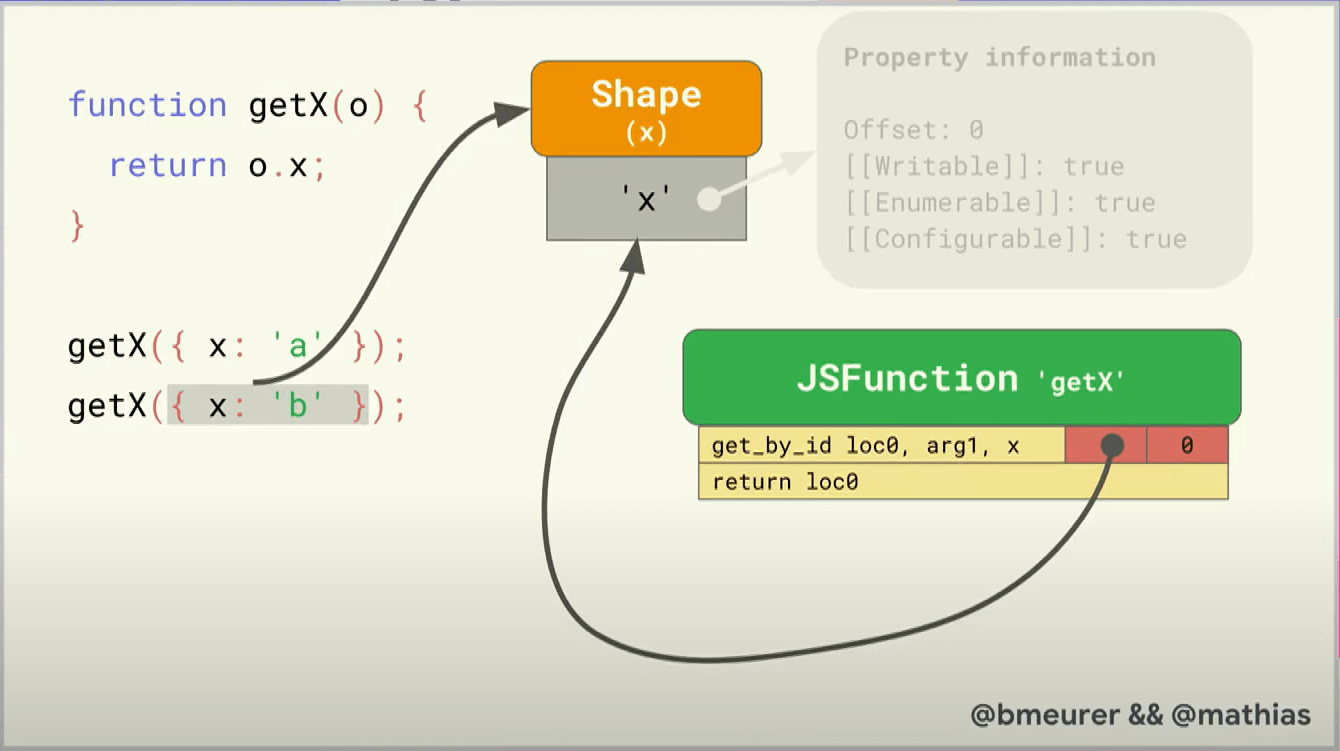 function getX(o) {
return o.x;
}
getX({ x: 'a' });
getX({ x: 'b' });
Shape
(x)
'x'
Property information
Offset: 0
[[Writable]]: true
[[Enumerable]]: true
[[Configurable]]: true
JSFunction 'getX'
get_by_id loc0, arg1, x
0
return loc0
@bmeurer && @mathias